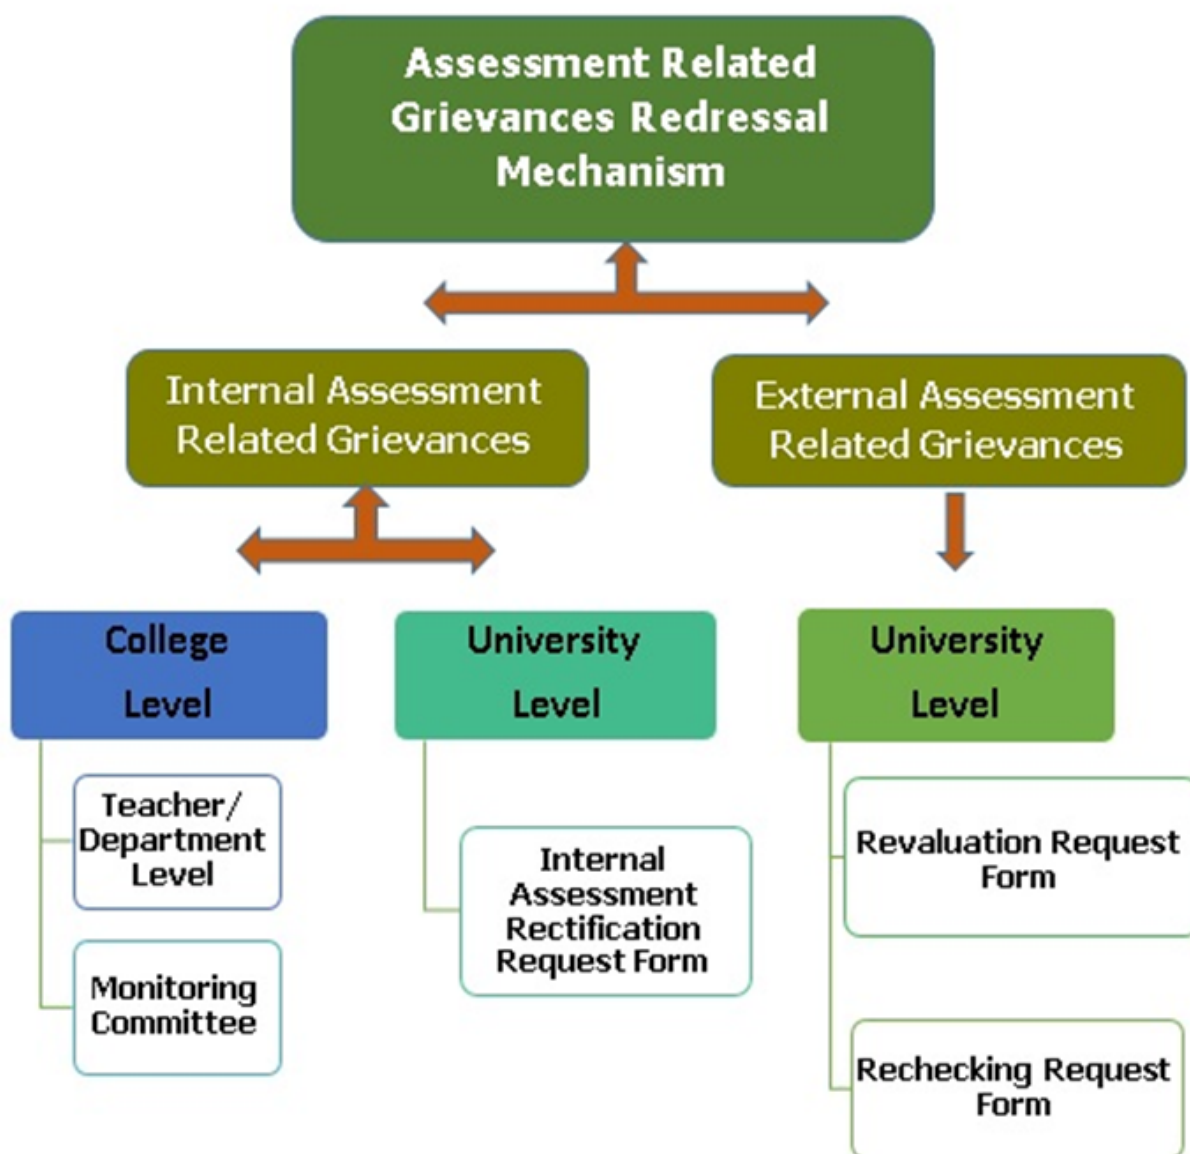 Assessment Related
Grievances Redressal
Mechanism
Internal Assessment
Related Grievances
External Assessment
Related Grievances
College
Level
University
Level
University
Level
Teacher/
Department
Level
Monitoring
Committee
Internal
Assessment
Rectification
Request Form
Revaluation Request
Form
Rechecking Request
Form